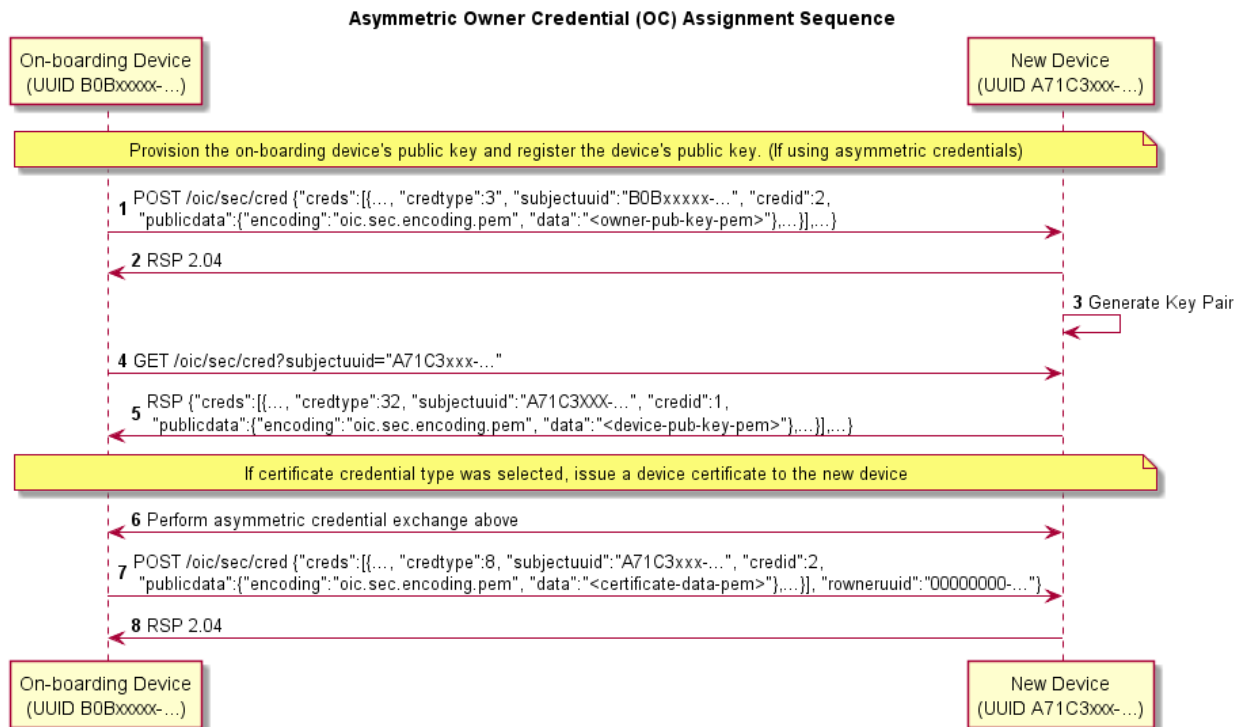 Asymmetric Owner Credential (OC) Assignment Sequence
On-boarding Device
(UUID B0Bxxxxx-...)
New Device
(UUID A71C3xxx-...)
Provision the on-boarding device's public key and register the device's public key. (If using asymmetric credentials)
1 POST /oic/sec/cred {"creds":[{..., "credtype":3", "subjectuuid":"B0Bxxxxx-...", "credid":2,
"publicdata":{"encoding":"oic.sec.encoding.pem", "data":"<owner-pub-key-pem>"},...}],...}
2 RSP 2.04
3 Generate Key Pair
4 GET /oic/sec/cred?subjectuuid="A71C3xxx-..."
5 RSP {"creds":[{..., "credtype":32, "subjectuuid":"A71C3XXX-...", "credid":1,
"publicdata":{"encoding":"oic.sec.encoding.pem", "data":"<device-pub-key-pem>"},...}],...}
If certificate credential type was selected, issue a device certificate to the new device
6 Perform asymmetric credential exchange above
7 POST /oic/sec/cred {"creds":[{..., "credtype":8, "subjectuuid":"A71C3xxx-...", "credid":2,
"publicdata":{"encoding":"oic.sec.encoding.pem", "data":"<certificate-data-pem>"},...}], "rowneruuid":"00000000-..."}
8 RSP 2.04
On-boarding Device
(UUID B0Bxxxxx-...)
New Device
(UUID A71C3xxx-...)